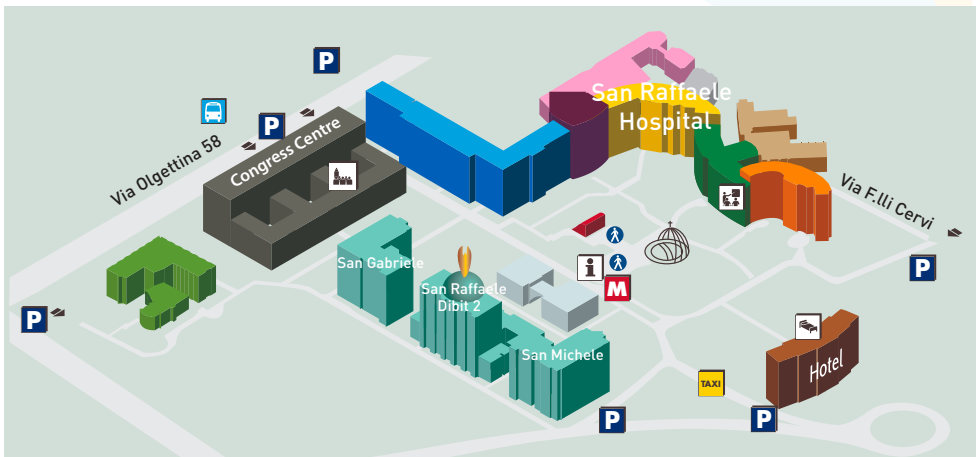 P
P
Via Olgettina 58
Congress Centre
San Raffaele
Hospital
Via F.lli Cervi
P
San Gabriele
San Raffaele
Dibit 2
i
M
P
San Michele
Hotel
TAXI
P
P